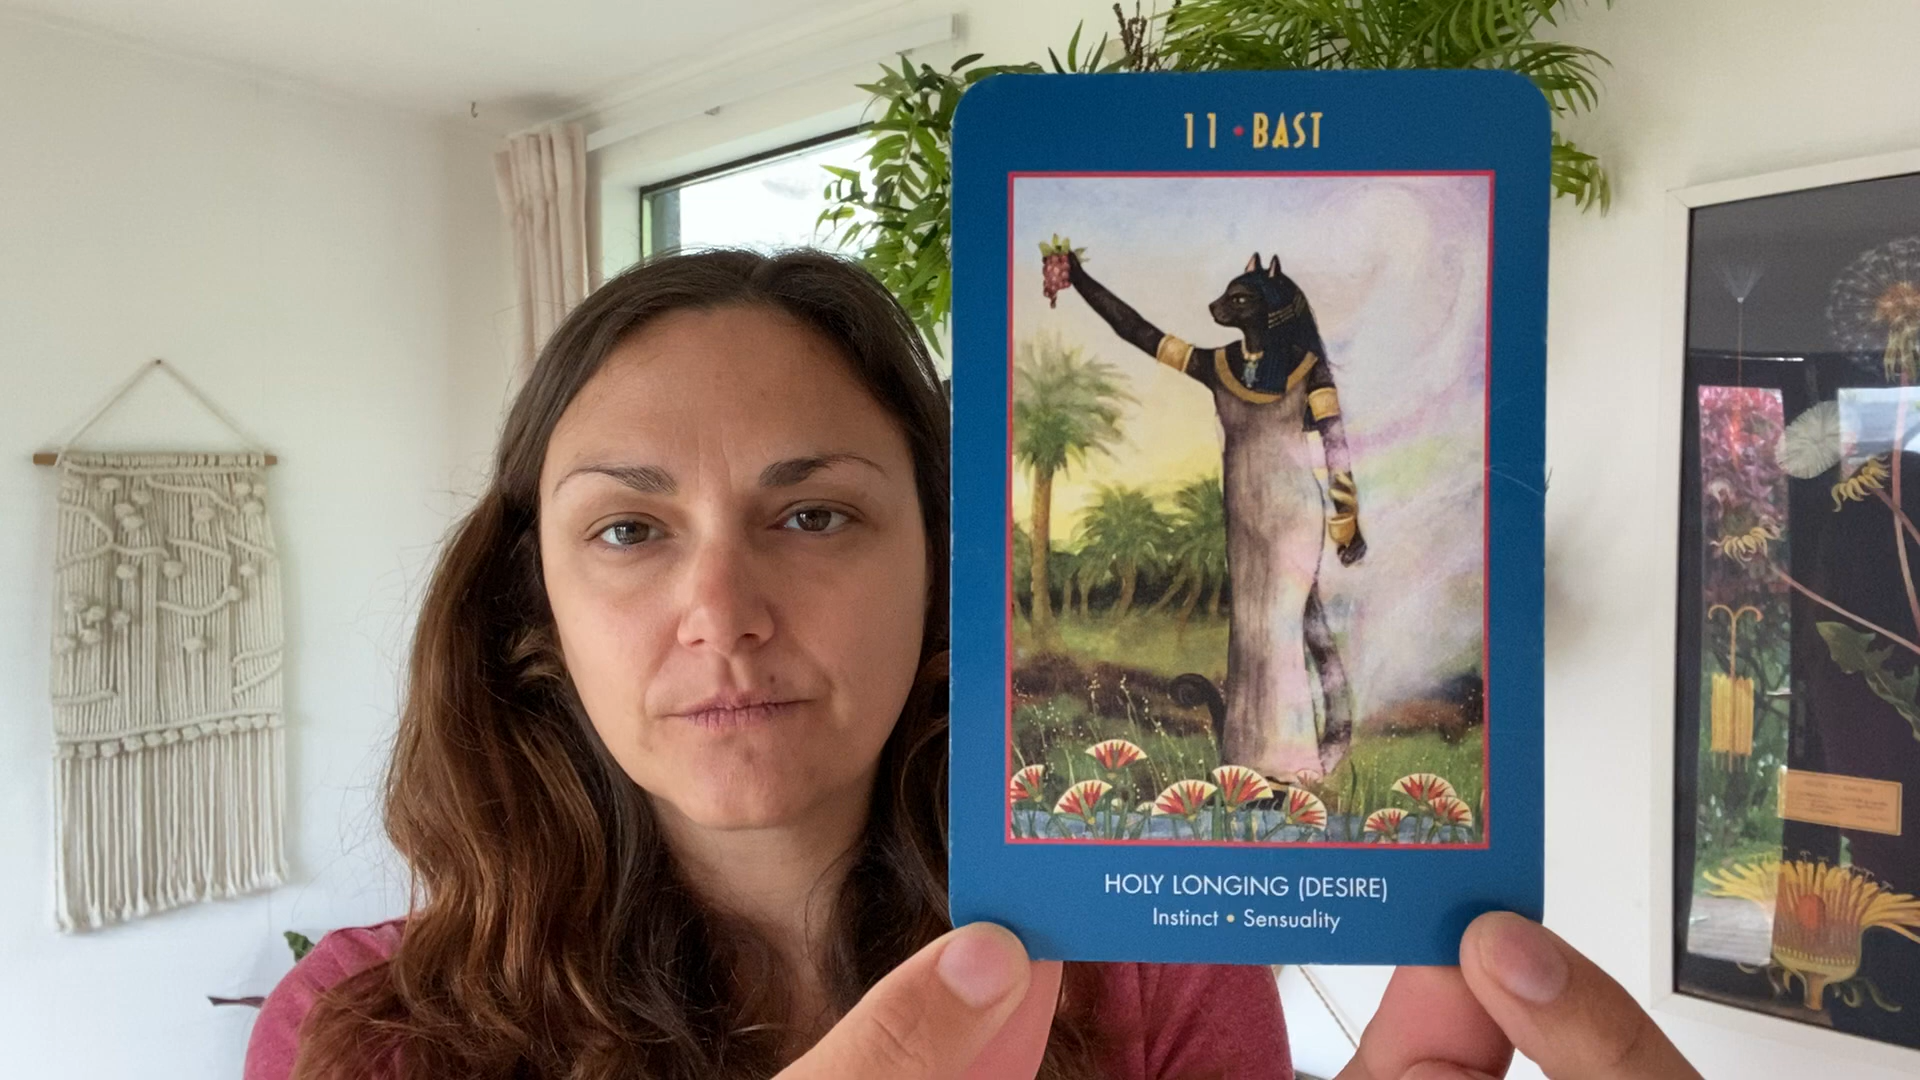 11 • BAST
HOLY LONGING (DESIRE)
Instinct • Sensuality